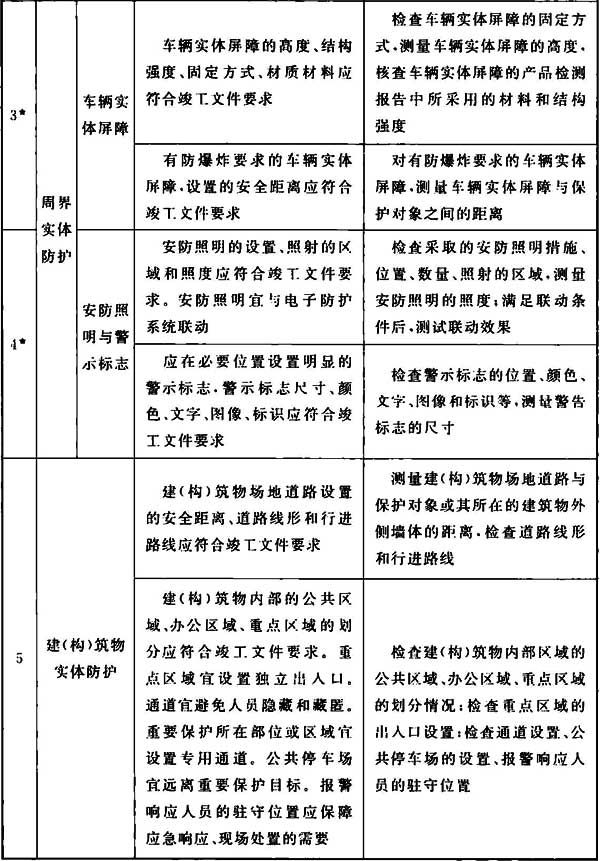 3*
周界
实体
防护
车辆实
体屏障
车辆实体屏障的高度、结构
强度、固定方式、材质材料应
符合竣工文件要求
检查车辆实体屏障的固定方
式,测量车辆实体屏障的高度,
核查车辆实体屏障的产品检测
报告中所采用的材料和结构
强度
有防爆炸要求的车辆实体
屏障,设置的安全距离应符合
竣工文件要求
对有防爆炸要求的车辆实体
屏障,测量车辆实体屏障与保
护对象之间的距离
4*
安防照
明与警
示标志
安防照明的设置、照射的区
域和照度应符合竣工文件要
求。安防照明宜与电子防护
系统联动
检查采取的安防照明措施、
位置、数量、照射的区域,测量
安防照明的照度;满足联动条
件后,测试联动效果
应在必要位置设置明显的
警示标志,警示标志尺寸、颜
色、文字、图像、标识应符合竣
工文件要求
检查警示标志的位置、颜色、
文字、图像和标识等,测量警告
标志的尺寸
5
建(构)筑物
实体防护
建(构)筑物场地道路设置
的安全距离、道路线形和行进
路线应符合竣工文件要求
测量建(构)筑物场地道路与
保护对象或其所在的建筑物外
侧墙体的距离,检查道路线形
和行进路线
建(构)筑物内部的公共区
域、办公区域、重点区域的划
分应符合竣工文件要求。重
点区域宜设置独立出入口。
通道宜避免人员隐藏和藏匿。
重要保护所在部位或区域宜
设置专用通道。公共停车场
宜远离重要保护目标。报警
响应人员的驻守位置应保障
应急响应、现场处置的需要
检查建(构)筑物内部区域的
公共区域、办公区域、重点区域
的划分情况;检查重点区域的
出入口设置;检查通道设置、公
共停车场的设置、报警响应人
员的驻守位置